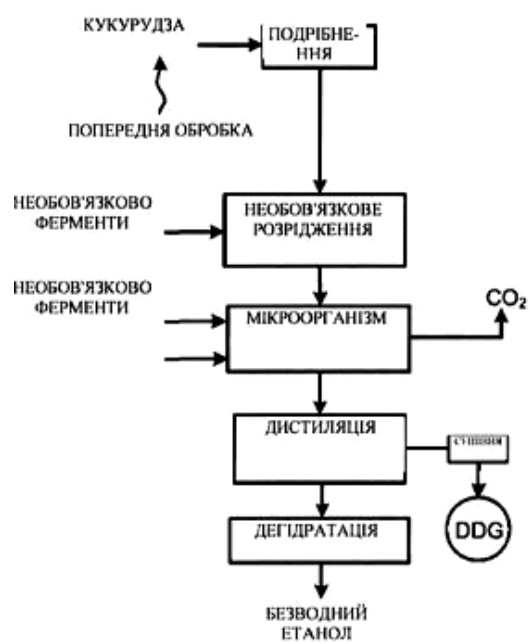 КУКУРУДЗА
ПОДРІБНЕ-
ННЯ
ПОПЕРЕДНЯ ОБРОБКА
НЕОБОВ'ЯЗКОВО
ФЕРМЕНТИ
НЕОБОВ'ЯЗКОВЕ
РОЗРІДЖЕННЯ
НЕОБОВ'ЯЗКОВО
ФЕРМЕНТИ
МІКРООРГАНІЗМ
CO₂
ДИСТИЛЯЦІЯ
DDG
ДЕГІДРАТАЦІЯ
БЕЗВОДНИЙ
ЕТАНОЛ